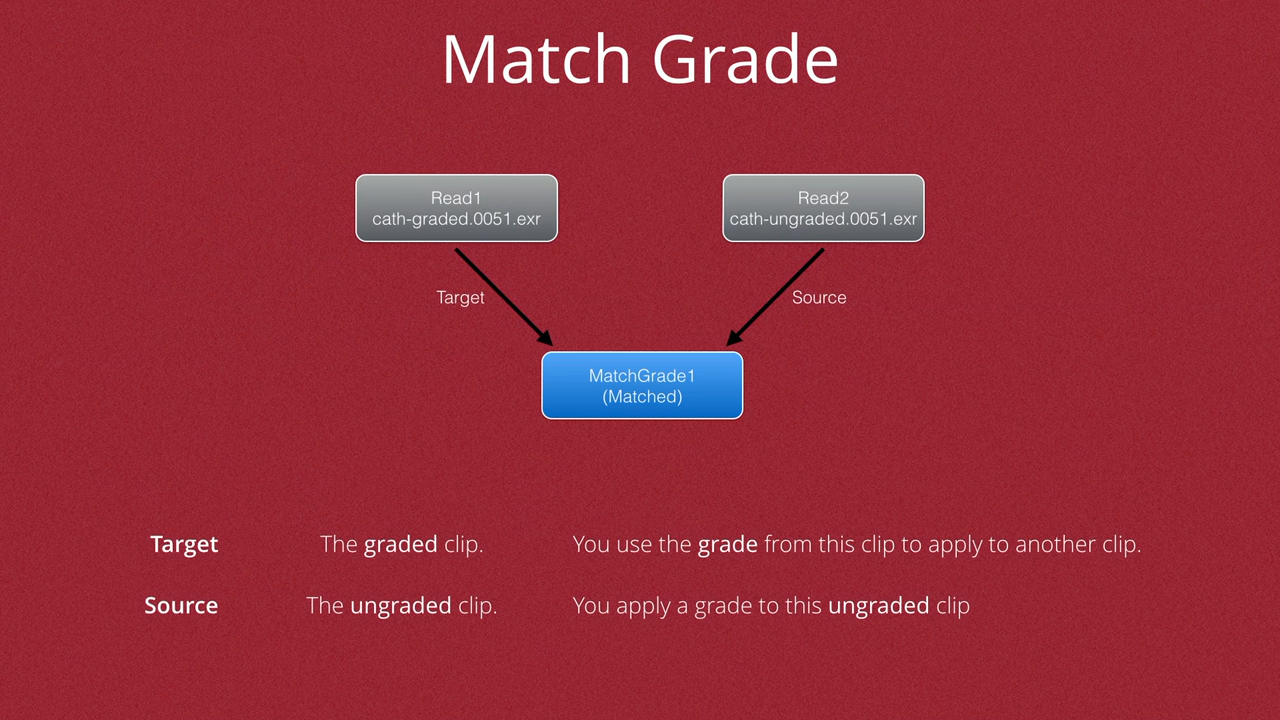 Match Grade
Read1
cath-graded.0051.exr
Read2
cath-ungraded.0051.exr
Target
Source
MatchGrade1
(Matched)
Target The graded clip. You use the grade from this clip to apply to another clip.
Source The ungraded clip. You apply a grade to this ungraded clip